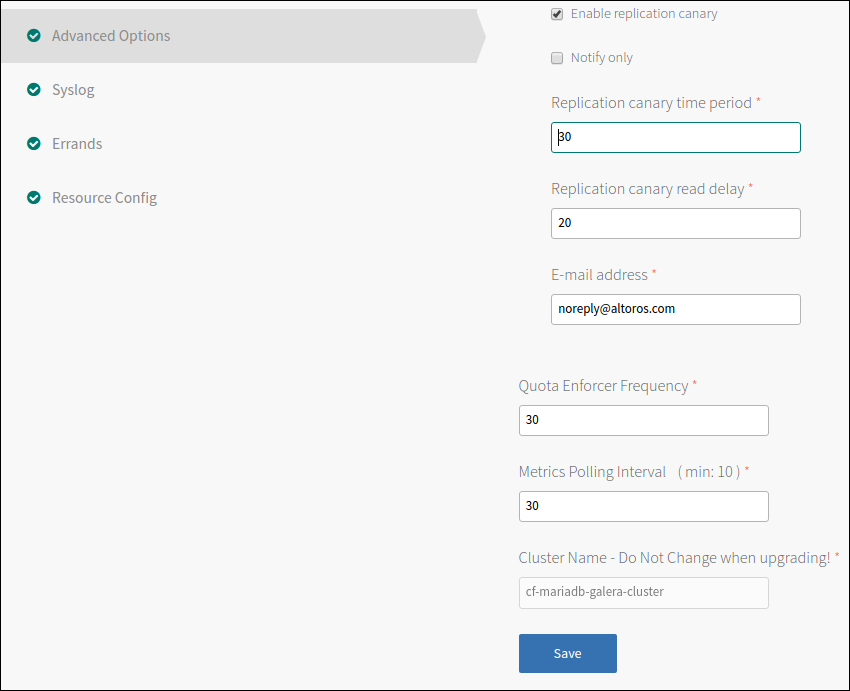 Advanced Options
Syslog
Errands
Resource Config
Enable replication canary
Notify only
Replication canary time period *
30
Replication canary read delay *
20
E-mail address *
noreply@altoros.com
Quota Enforcer Frequency *
30
Metrics Polling Interval ( min: 10 ) *
30
Cluster Name - Do Not Change when upgrading! *
cf-mariadb-galera-cluster
Save